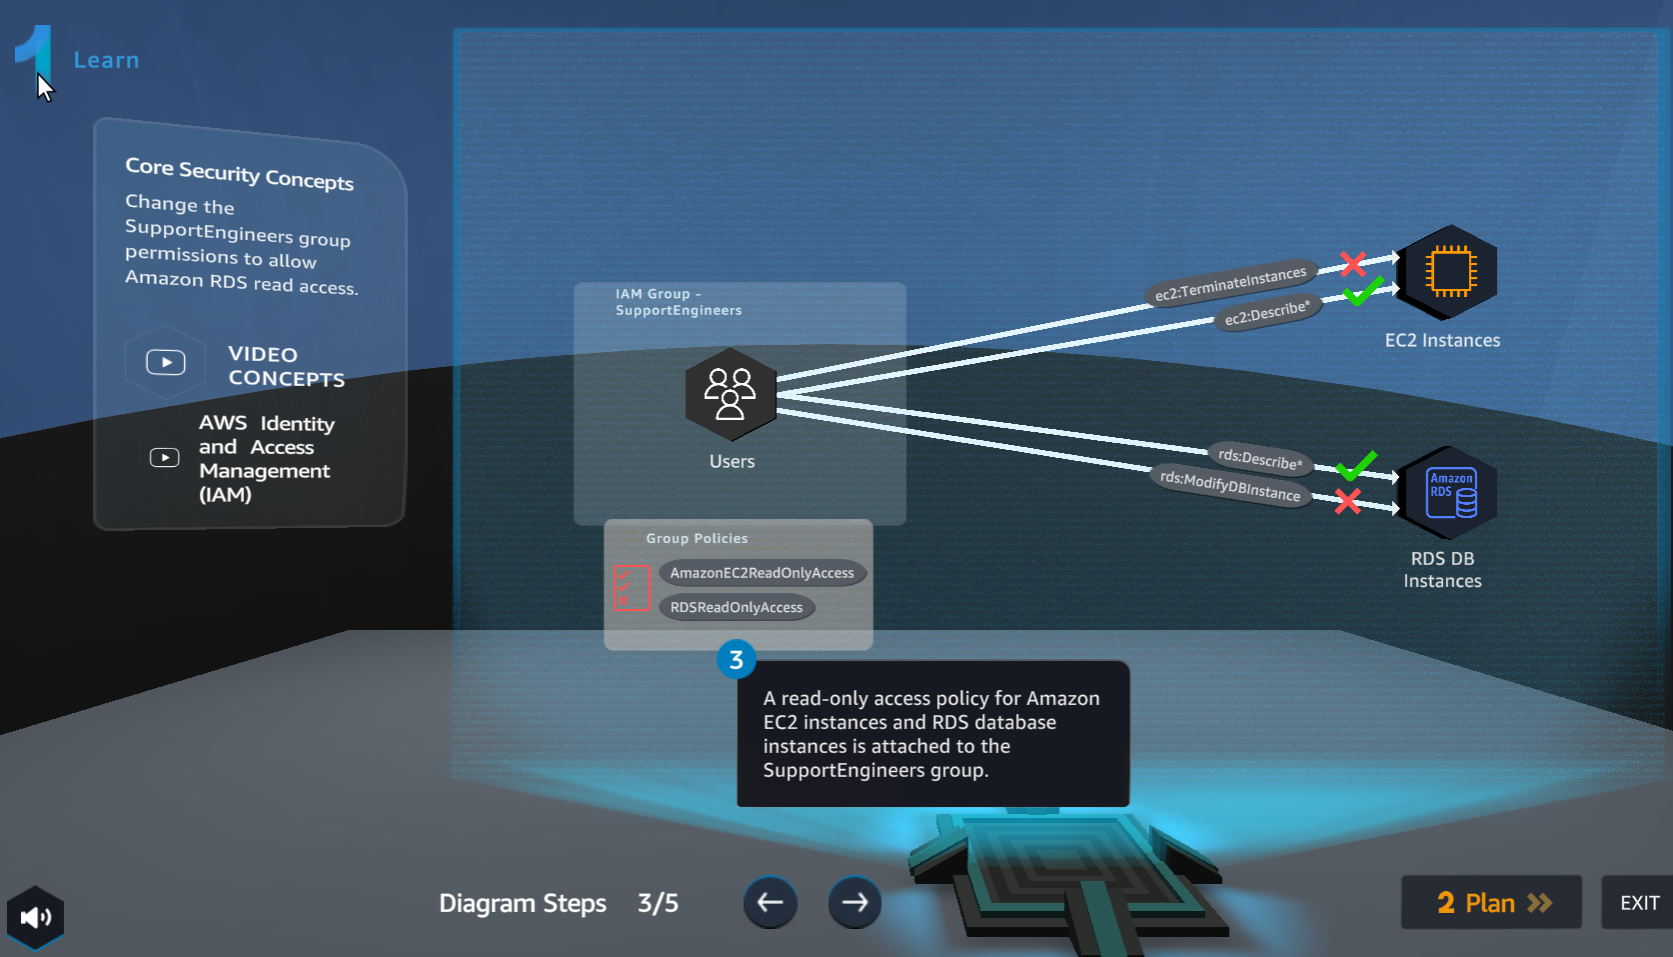 1 Learn
Core Security Concepts
Change the
SupportEngineers group
permissions to allow
Amazon RDS read access.
VIDEO
CONCEPTS
AWS Identity
and Access
Management
(IAM)
IAM Group -
SupportEngineers
Users
ec2:TerminateInstances
ec2:Describe*
EC2 Instances
rds:Describe*
rds:ModifyDBInstance
Amazon
RDS
RDS DB
Instances
Group Policies
AmazonEC2ReadOnlyAccess
RDSReadOnlyAccess
3
A read-only access policy for Amazon
EC2 instances and RDS database
instances is attached to the
SupportEngineers group.
Diagram Steps 3/5
2 Plan
EXIT